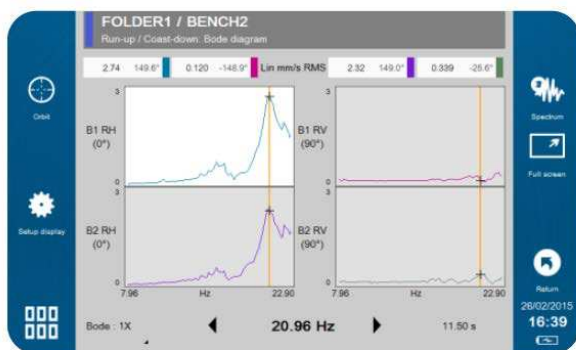 FOLDER1 / BENCH2
Run-up / Coast-down: Bode diagram
2.74 149.6° 0.120 -148.9° Lin mm/s RMS 2.32 149.0° 0.339 -25.6°
Orbit
Setup display
Spectrum
Full screen
Return
3
B1 RH
(0°)
0
3
B1 RV
(90°)
0
3
B2 RH
(0°)
0
3
B2 RV
(90°)
0
7.96 Hz 22.90
7.96 Hz 22.90
Bode : 1X
20.96 Hz
11.50 s
26/02/2015
16:39